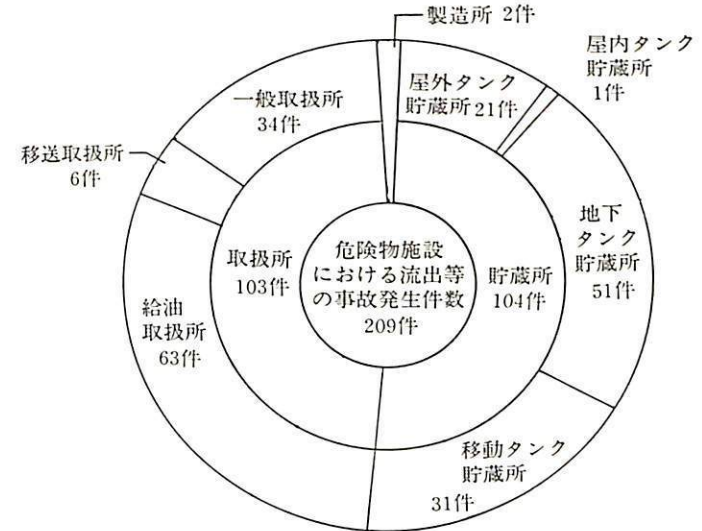 製造所 2件
屋外タンク
貯蔵所 21件
屋内タンク
貯蔵所
1件
地下
タンク
貯蔵所
51件
移動タンク
貯蔵所
31件
給油
取扱所
63件
移送取扱所
6件
一般取扱所
34件
取扱所
103件
貯蔵所
104件
危険物施設
における流出等
の事故発生件数
209件